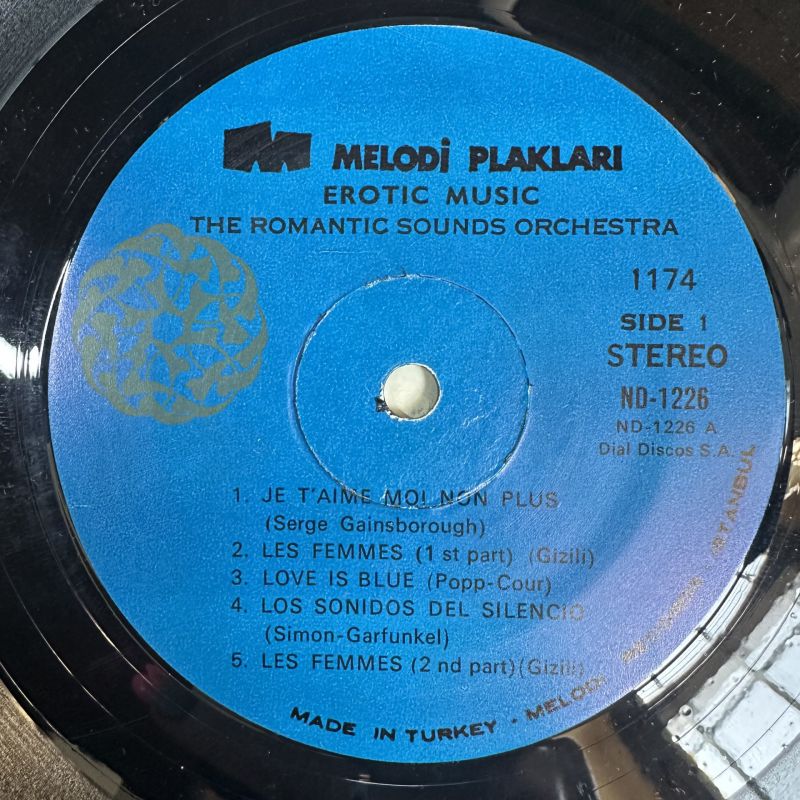 MELODİ PLAKLARI
EROTIC MUSIC
THE ROMANTIC SOUNDS ORCHESTRA
1174
SIDE 1
STEREO
ND-1226
ND-1226 A
Dial Discos S.A.
1. JE T'AIME MOI NON PLUS
(Serge Gainsborough)
2. LES FEMMES (1 st part) (Gizili)
3. LOVE IS BLUE (Popp-Cour)
4. LOS SONIDOS DEL SILENCIO
(Simon-Garfunkel)
5. LES FEMMES (2 nd part) (Gizili)
MADE IN TURKEY · MELODİ İSTANBUL